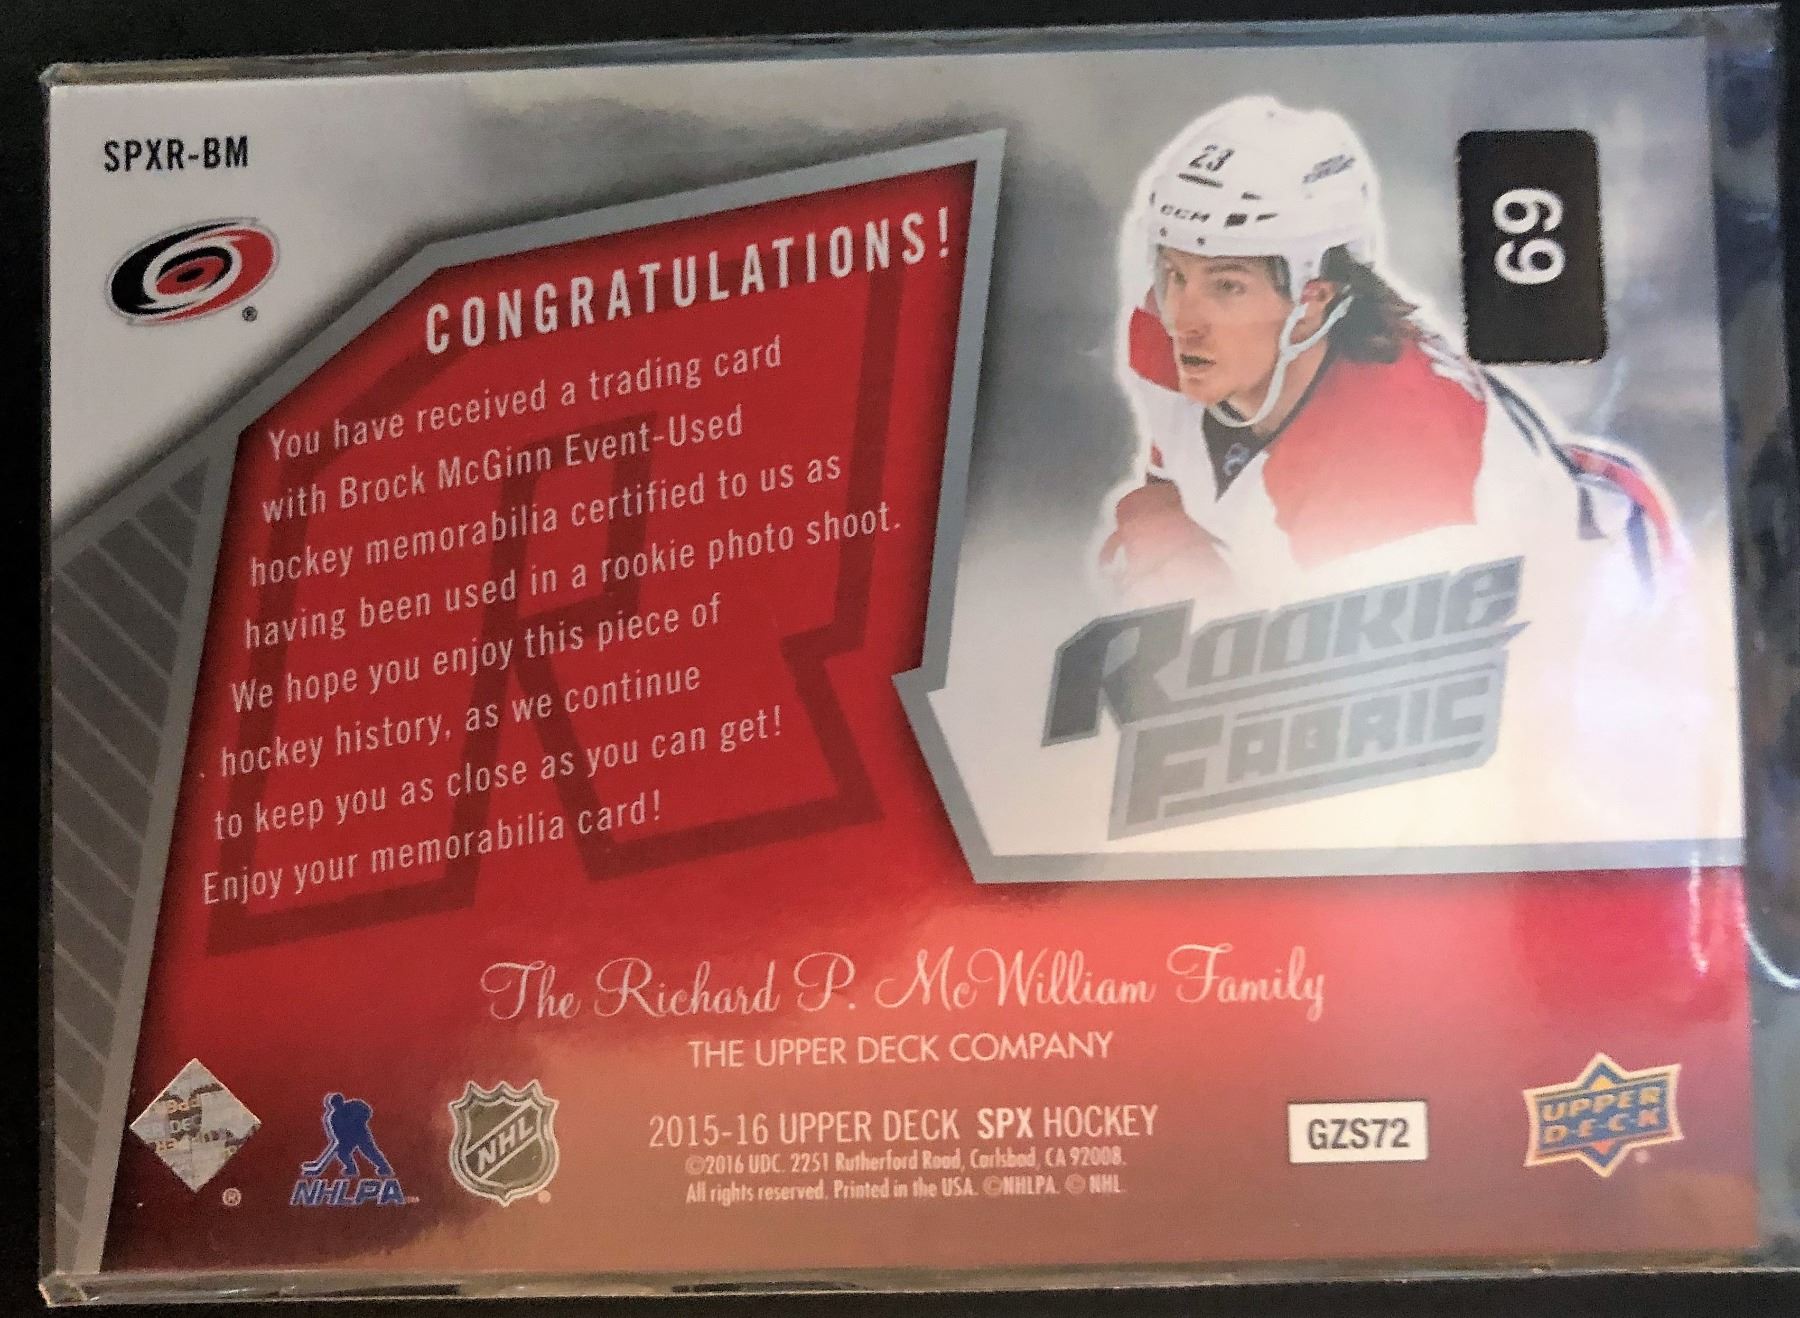 SPXR-BM
®
CONGRATULATIONS!
You have received a trading card
with Brock McGinn Event-Used
hockey memorabilia certified to us as
having been used in a rookie photo shoot.
We hope you enjoy this piece of
hockey history, as we continue
to keep you as close as you can get!
Enjoy your memorabilia card!
23
CCM
69
ROOKIE
FABRIC
The Richard P. McWilliam Family
THE UPPER DECK COMPANY
®
NHLPA
NHL
2015-16 UPPER DECK SPX HOCKEY
©2016 UDC. 2251 Rutherford Road, Carlsbad, CA 92008.
All rights reserved. Printed in the USA. ©NHLPA. © NHL.
GZS72
UPPER
DECK